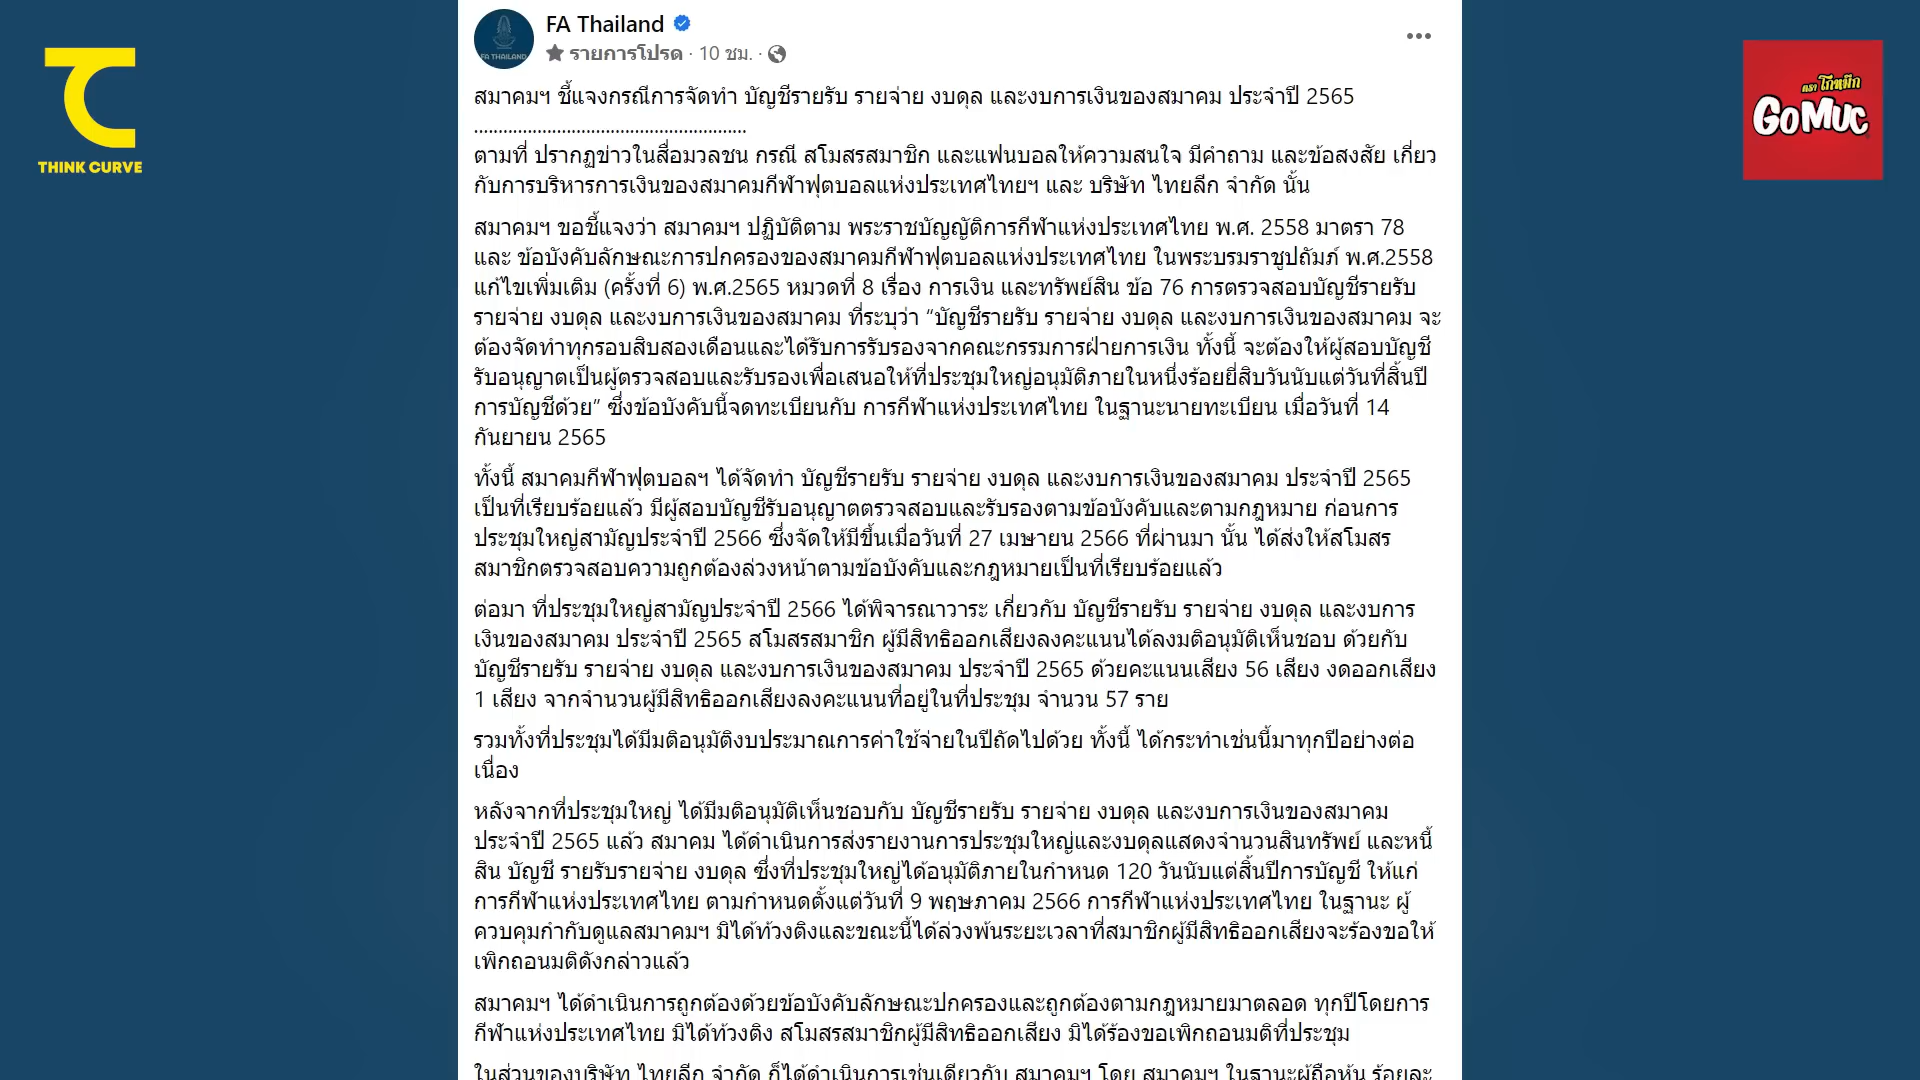 FA Thailand
รายการโปรด · 10 ชม. ·
THINK CURVE
ตรา โก๋หมึก
GOMUC
FA THAILAND
สมาคมฯ ชี้แจงกรณีการจัดทำ บัญชีรายรับ รายจ่าย งบดุล และงบการเงินของสมาคม ประจำปี 2565
........................................................
ตามที่ ปรากฏข่าวในสื่อมวลชน กรณี สโมสรสมาชิก และแฟนบอลให้ความสนใจ มีคำถาม และข้อสงสัย เกี่ยว
กับการบริหารการเงินของสมาคมกีฬาฟุตบอลแห่งประเทศไทยฯ และ บริษัท ไทยลีก จำกัด นั้น
สมาคมฯ ขอชี้แจงว่า สมาคมฯ ปฏิบัติตาม พระราชบัญญัติการกีฬาแห่งประเทศไทย พ.ศ. 2558 มาตรา 78
และ ข้อบังคับลักษณะการปกครองของสมาคมกีฬาฟุตบอลแห่งประเทศไทย ในพระบรมราชูปถัมภ์ พ.ศ.2558
แก้ไขเพิ่มเติม (ครั้งที่ 6) พ.ศ.2565 หมวดที่ 8 เรื่อง การเงิน และทรัพย์สิน ข้อ 76 การตรวจสอบบัญชีรายรับ
รายจ่าย งบดุล และงบการเงินของสมาคม ที่ระบุว่า “บัญชีรายรับ รายจ่าย งบดุล และงบการเงินของสมาคม จะ
ต้องจัดทำทุกรอบสิบสองเดือนและได้รับการรับรองจากคณะกรรมการฝ่ายการเงิน ทั้งนี้ จะต้องให้ผู้สอบบัญชี
รับอนุญาตเป็นผู้ตรวจสอบและรับรองเพื่อเสนอให้ที่ประชุมใหญ่อนุมัติภายในหนึ่งร้อยยี่สิบวันนับแต่วันที่สิ้นปี
การบัญชีด้วย” ซึ่งข้อบังคับนี้จดทะเบียนกับ การกีฬาแห่งประเทศไทย ในฐานะนายทะเบียน เมื่อวันที่ 14
กันยายน 2565
ทั้งนี้ สมาคมกีฬาฟุตบอลฯ ได้จัดทำ บัญชีรายรับ รายจ่าย งบดุล และงบการเงินของสมาคม ประจำปี 2565
เป็นที่เรียบร้อยแล้ว มีผู้สอบบัญชีรับอนุญาตตรวจสอบและรับรองตามข้อบังคับและตามกฎหมาย ก่อนการ
ประชุมใหญ่สามัญประจำปี 2566 ซึ่งจัดให้มีขึ้นเมื่อวันที่ 27 เมษายน 2566 ที่ผ่านมา นั้น ได้ส่งให้สโมสร
สมาชิกตรวจสอบความถูกต้องล่วงหน้าตามข้อบังคับและกฎหมายเป็นที่เรียบร้อยแล้ว
ต่อมา ที่ประชุมใหญ่สามัญประจำปี 2566 ได้พิจารณาวาระ เกี่ยวกับ บัญชีรายรับ รายจ่าย งบดุล และงบการ
เงินของสมาคม ประจำปี 2565 สโมสรสมาชิก ผู้มีสิทธิออกเสียงลงคะแนนได้ลงมติอนุมัติเห็นชอบ ด้วยกับ
บัญชีรายรับ รายจ่าย งบดุล และงบการเงินของสมาคม ประจำปี 2565 ด้วยคะแนนเสียง 56 เสียง งดออกเสียง
1 เสียง จากจำนวนผู้มีสิทธิออกเสียงลงคะแนนที่อยู่ในที่ประชุม จำนวน 57 ราย
รวมทั้งที่ประชุมได้มีมติอนุมัติงบประมาณการค่าใช้จ่ายในปีถัดไปด้วย ทั้งนี้ ได้กระทำเช่นนี้มาทุกปีอย่างต่อ
เนื่อง
หลังจากที่ประชุมใหญ่ ได้มีมติอนุมัติเห็นชอบกับ บัญชีรายรับ รายจ่าย งบดุล และงบการเงินของสมาคม
ประจำปี 2565 แล้ว สมาคม ได้ดำเนินการส่งรายงานการประชุมใหญ่และงบดุลแสดงจำนวนสินทรัพย์ และหนี้
สิน บัญชี รายรับรายจ่าย งบดุล ซึ่งที่ประชุมใหญ่ได้อนุมัติภายในกำหนด 120 วันนับแต่สิ้นปีการบัญชี ให้แก่
การกีฬาแห่งประเทศไทย ตามกำหนดตั้งแต่วันที่ 9 พฤษภาคม 2566 การกีฬาแห่งประเทศไทย ในฐานะ ผู้
ควบคุมกำกับดูแลสมาคมฯ มิได้ท้วงติงและขณะนี้ได้ล่วงพ้นระยะเวลาที่สมาชิกผู้มีสิทธิออกเสียงจะร้องขอให้
เพิกถอนมติดังกล่าวแล้ว
สมาคมฯ ได้ดำเนินการถูกต้องด้วยข้อบังคับลักษณะปกครองและถูกต้องตามกฎหมายมาตลอด ทุกปีโดยการ
กีฬาแห่งประเทศไทย มิได้ท้วงติง สโมสรสมาชิกผู้มีสิทธิออกเสียง มิได้ร้องขอเพิกถอนมติที่ประชุม
ในส่วนของบริษัท ไทยลีก จำกัด ก็ได้ดำเนินการเช่นเดียวกับ สมาคมฯ โดย สมาคมฯ ในฐานะผู้ถือหุ้น ร้อยละ